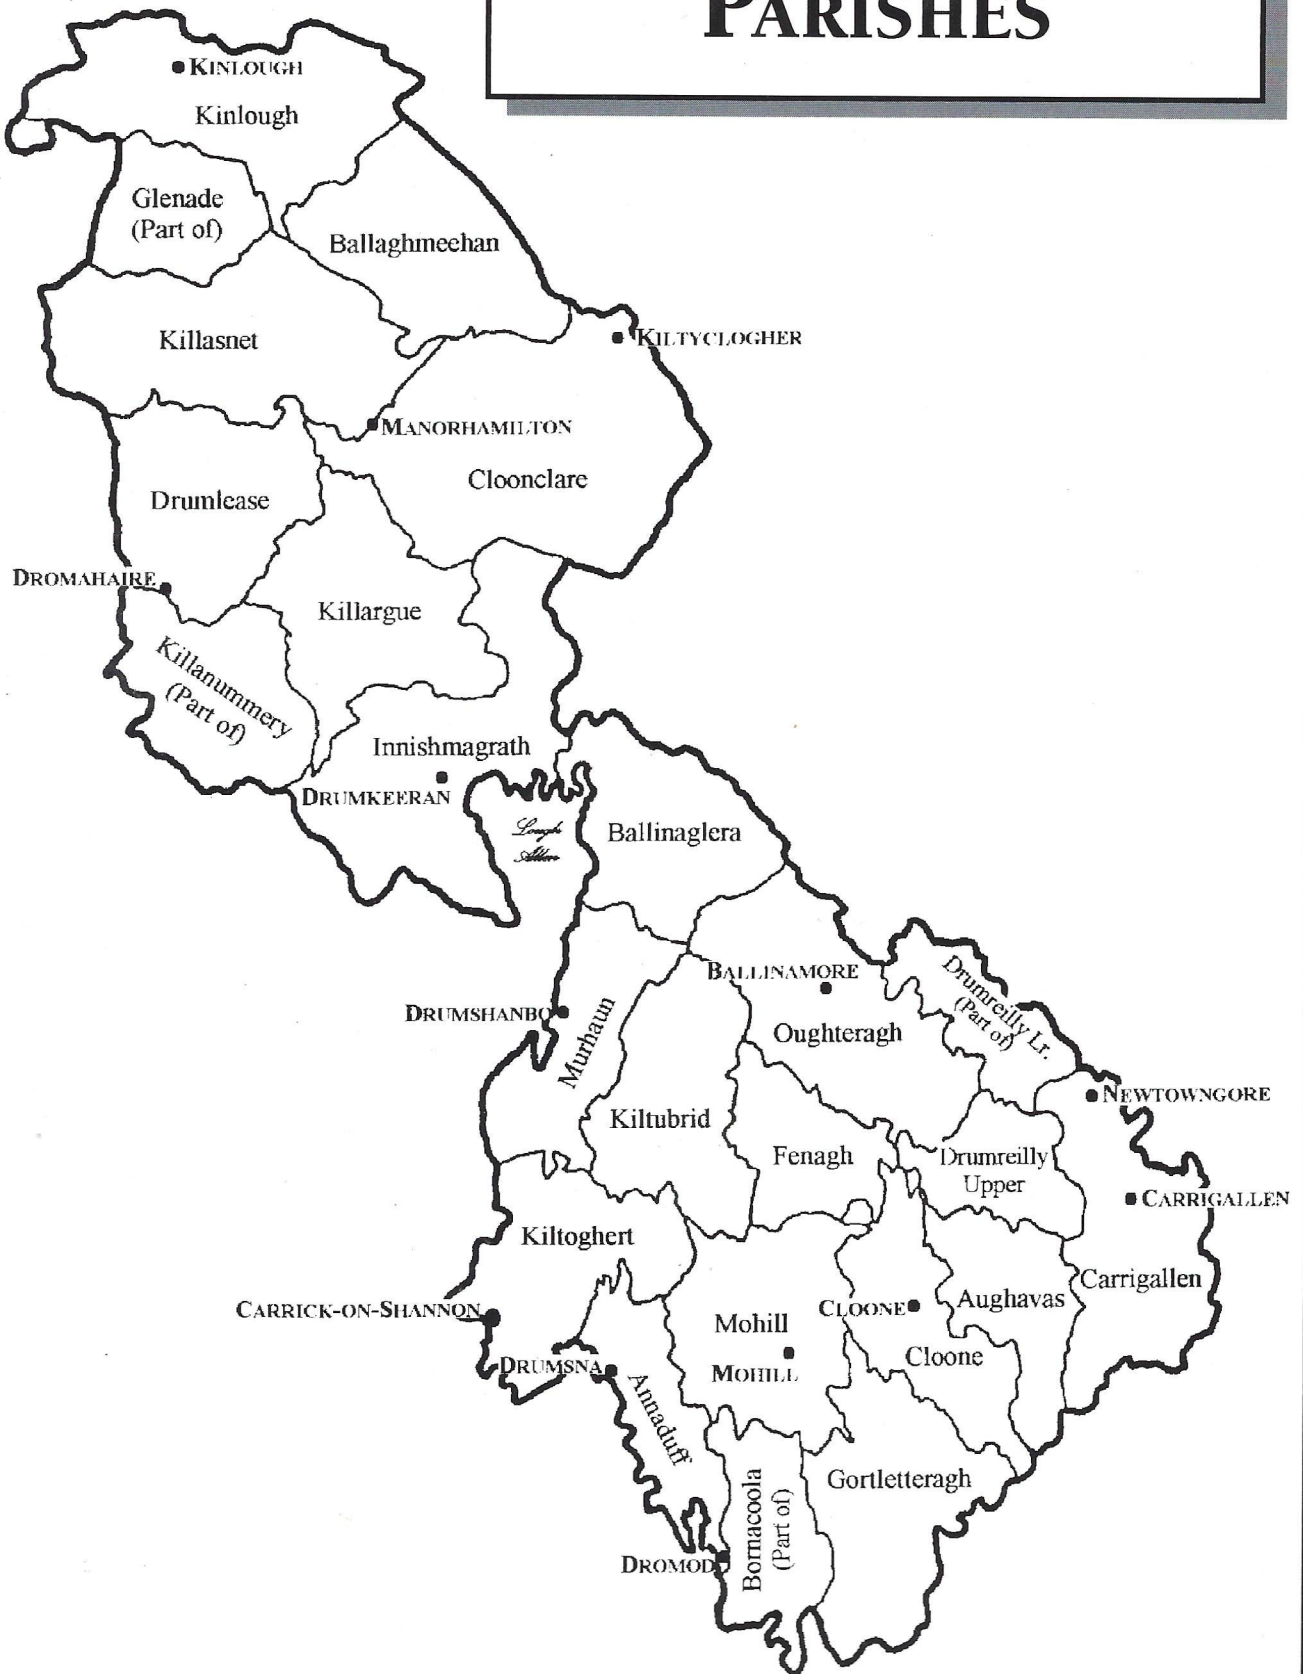 PARISHES
KINLOUGH
Kinlough
Glenade
(Part of)
Ballaghmeehan
Killasnet
KILTYCLOGHER
MANORHAMILTON
Cloonclare
Drumlease
DROMAHAIRE
Killargue
Killanummery
(Part of)
Innishmagrath
DRUMKEERAN
Lough
Allen
Ballinaglera
BALLINAMORE
Drumreilly Lr.
(Part of)
DRUMSHANBO
Murhaun
Oughteragh
NEWTOWNGORE
Kiltubrid
Fenagh
Drumreilly
Upper
CARRIGALLEN
Kiltoghert
Carrigallen
CARRICK-ON-SHANNON
Mohill
CLOONE
Aughavas
DRUMSNA
MOHILL
Cloone
Annaduff
Gortletteragh
Bornacoola
(Part of)
DROMOD